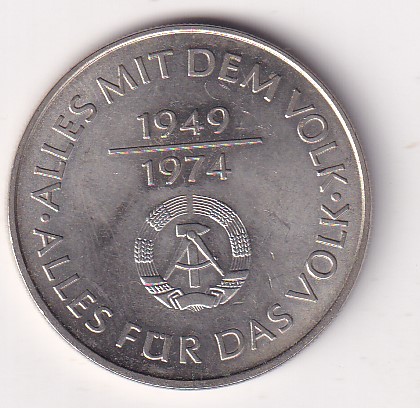 ALLES MIT DEM VOLK
1949
1974
ALLES FÜR DAS VOLK